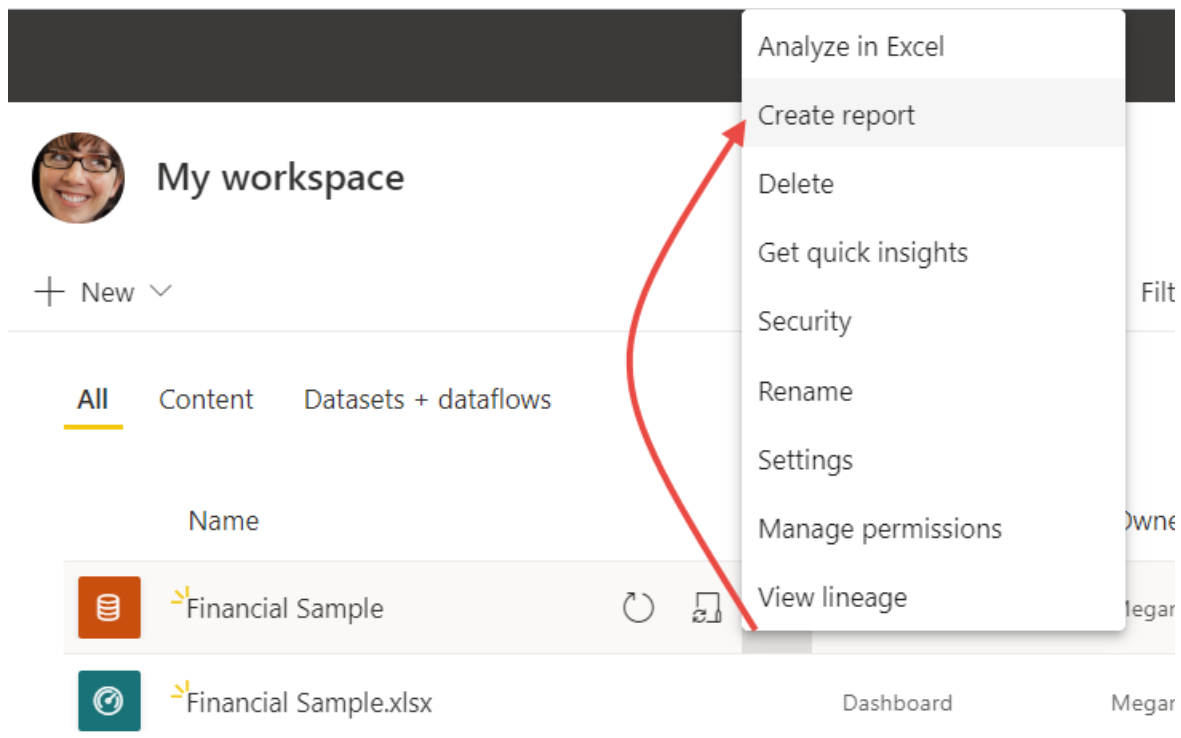 Analyze in Excel
Create report
My workspace
Delete
Get quick insights
New
Security
Rename
All Content Datasets + dataflows
Settings
Name
Manage permissions
Financial Sample
View lineage
Financial Sample.xlsx Dashboard